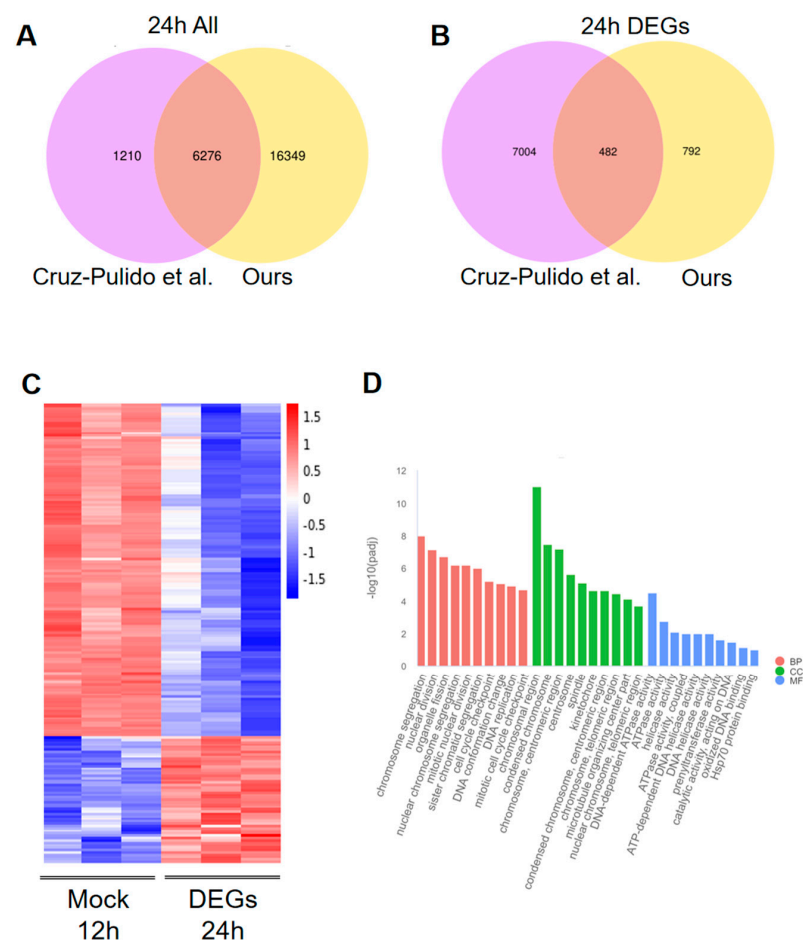 A
24h All
1210
6276
16349
Cruz-Pulido et al.
Ours
B
24h DEGs
7004
482
792
Cruz-Pulido et al.
Ours
C
1.5
1
0.5
0
-0.5
-1
-1.5
Mock
12h
DEGs
24h
D
-log10(padj)
12
10
8
6
4
2
0
chromosome segregation
nuclear division
organelle fission
nuclear chromosome segregation
mitotic nuclear division
sister chromatid segregation
cell cycle checkpoint
DNA conformation change
DNA replication
mitotic cell cycle checkpoint
chromosomal region
condensed chromosome
chromosome, centromeric region
centrosome
spindle
kinetochore
condensed chromosome, centromeric region
chromosome, telomeric region
microtubule organizing center part
nuclear chromosome, telomeric region
DNA-dependent ATPase activity
ATPase activity
helicase activity
ATPase activity, coupled
DNA helicase activity
ATP-dependent DNA helicase activity
prenyltransferase activity
catalytic activity, acting on DNA
oxidized DNA binding
Hsp70 protein binding
BP
CC
MF